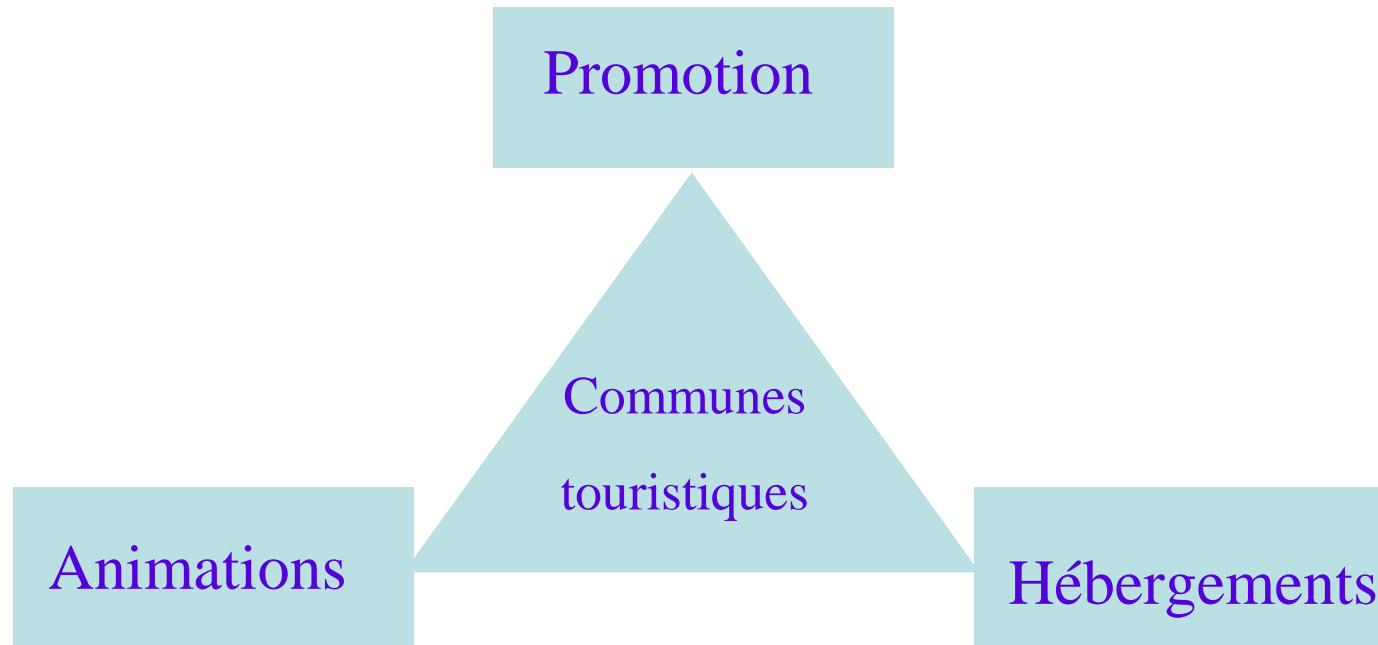 Promotion
Communes
touristiques
Animations
Hébergements